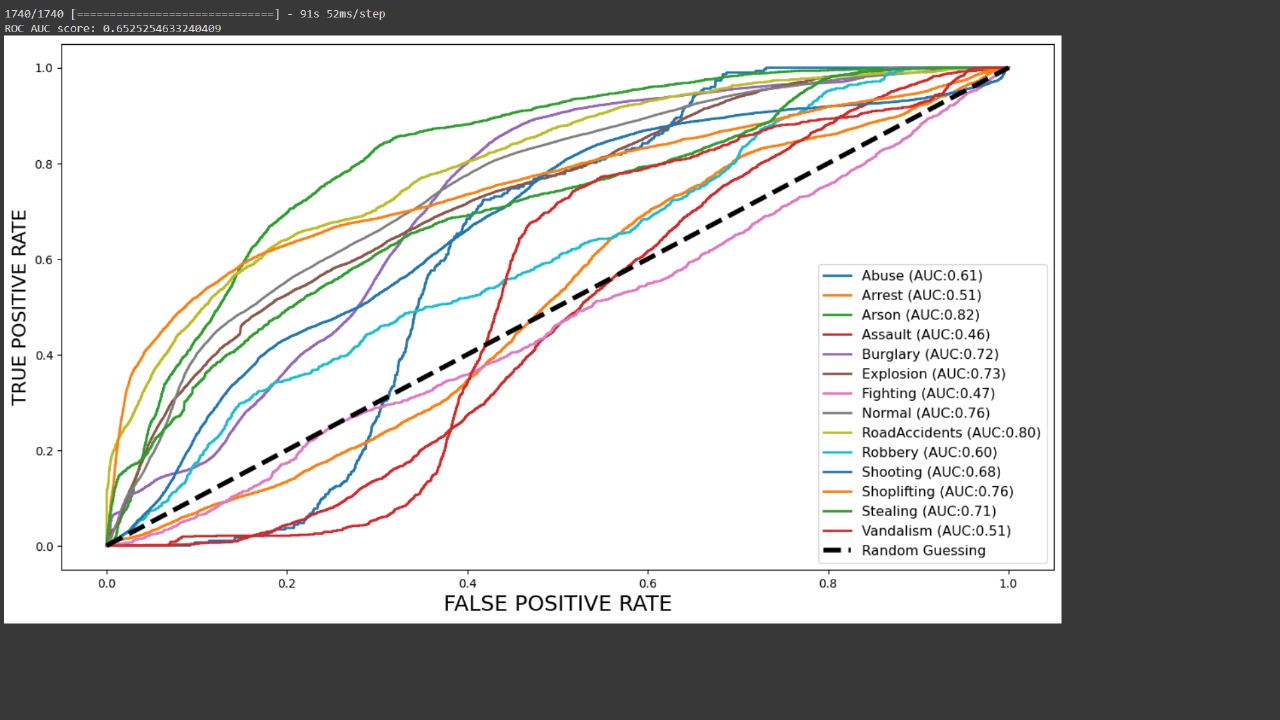 1740/1740 [==============================] - 91s 52ms/step
ROC AUC score: 0.6525254633240409
1.0
0.8
0.6
0.4
0.2
0.0
TRUE POSITIVE RATE
Abuse (AUC:0.61)
Arrest (AUC:0.51)
Arson (AUC:0.82)
Assault (AUC:0.46)
Burglary (AUC:0.72)
Explosion (AUC:0.73)
Fighting (AUC:0.47)
Normal (AUC:0.76)
RoadAccidents (AUC:0.80)
Robbery (AUC:0.60)
Shooting (AUC:0.68)
Shoplifting (AUC:0.76)
Stealing (AUC:0.71)
Vandalism (AUC:0.51)
Random Guessing
0.0 0.2 0.4 0.6 0.8 1.0
FALSE POSITIVE RATE